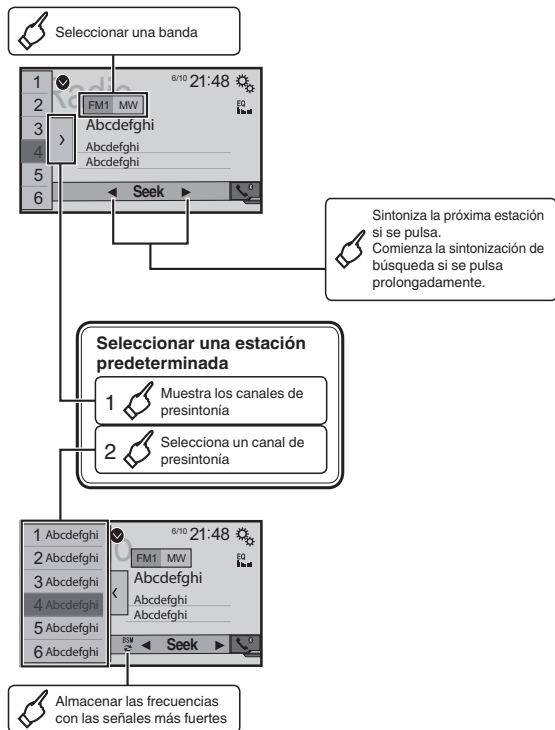 Seleccionar una banda
1
2
3
4
5
6
Radio
6/10 21:48
FM1 MW
EQ
Abcdefghi
Abcdefghi
Abcdefghi
◄ Seek ►
Sintoniza la próxima estación
si se pulsa.
Comienza la sintonización de
búsqueda si se pulsa
prolongadamente.
Seleccionar una estación
predeterminada
1 Muestra los canales de
presintonía
2 Selecciona un canal de
presintonía
1 Abcdefghi
2 Abcdefghi
3 Abcdefghi
4 Abcdefghi
5 Abcdefghi
6 Abcdefghi
6/10 21:48
FM1 MW
EQ
Abcdefghi
Abcdefghi
Abcdefghi
BSM ◄ Seek ►
Almacenar las frecuencias
con las señales más fuertes